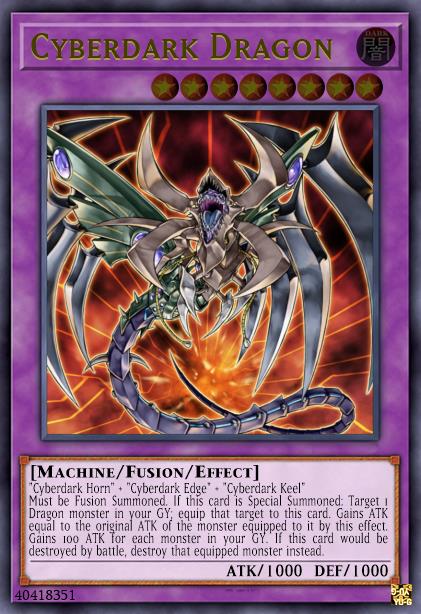 Cyberdark Dragon
DARK
闇
[Machine/Fusion/Effect]
"Cyberdark Horn" + "Cyberdark Edge" + "Cyberdark Keel"
Must be Fusion Summoned. If this card is Special Summoned: Target 1
Dragon monster in your GY; equip that target to this card. Gains ATK
equal to the original ATK of the monster equipped to it by this effect.
Gains 100 ATK for each monster in your GY. If this card would be
destroyed by battle, destroy that equipped monster instead.
ATK/1000 DEF/1000
40418351